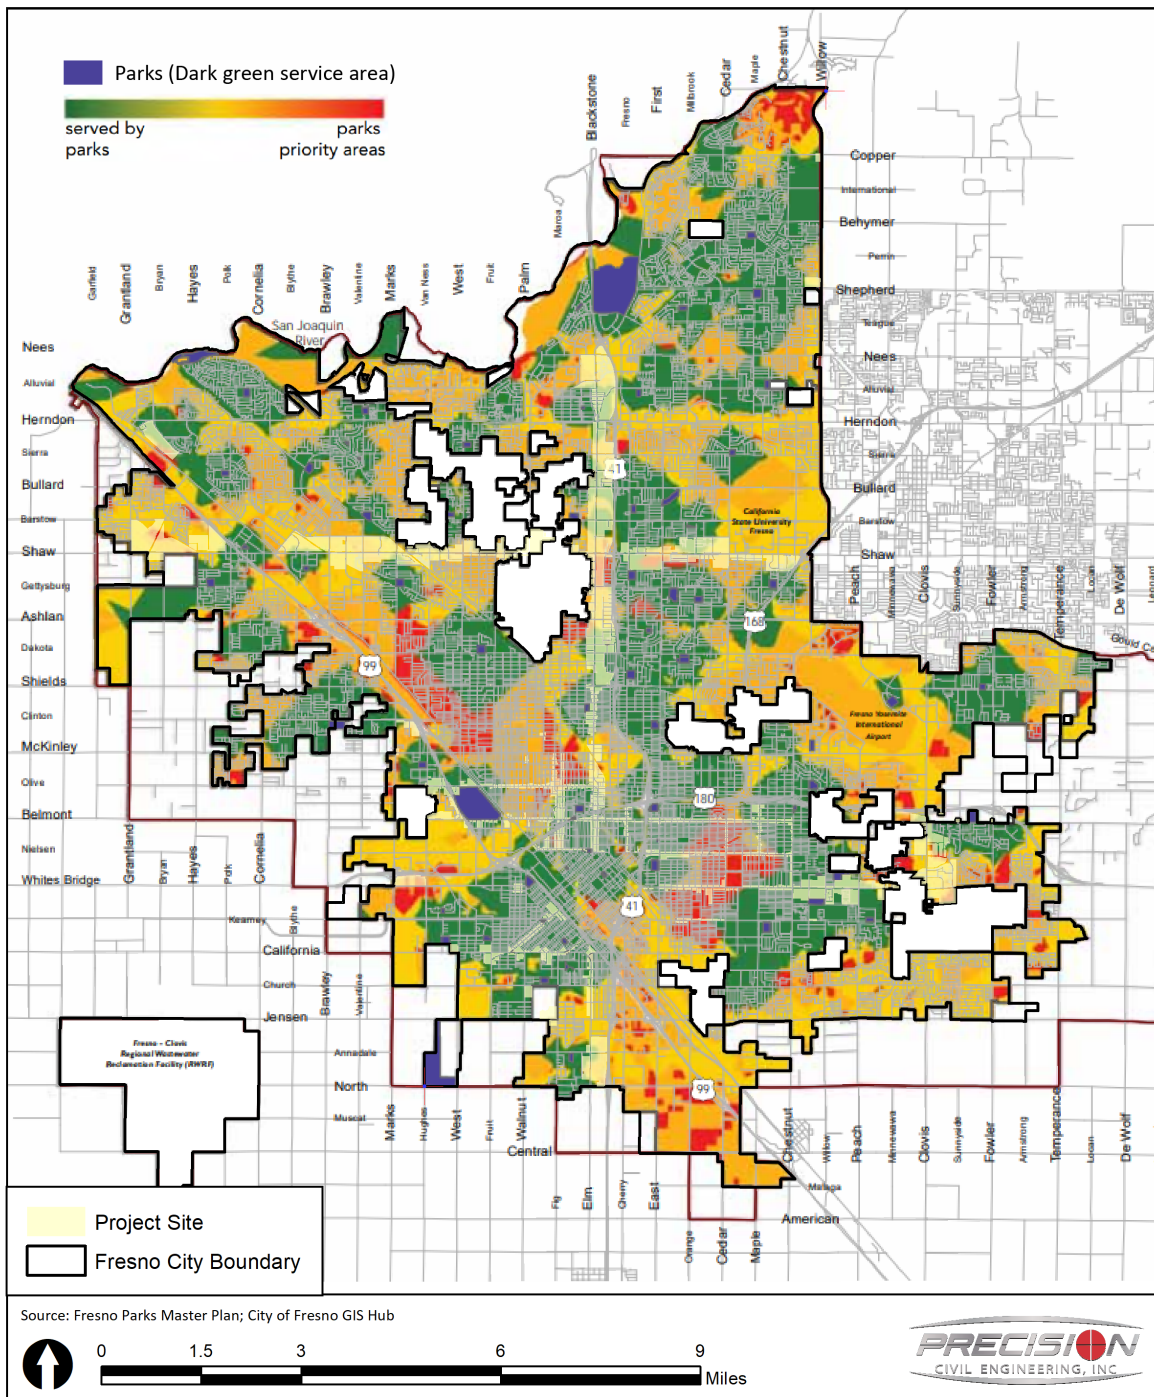 Parks (Dark green service area)
served by
parks
parks
priority areas
Blackstone
Fresno
First
Millbrook
Cedar
Maple
Chestnut
Willow
Copper
International
Behymer
Perrin
Shepherd
Teague
Nees
Alluvial
Herndon
Sierra
Bullard
Barstow
Shaw
Maroa
Garfield
Grantland
Bryan
Hayes
Polk
Cornelia
Blythe
Brawley
Valentine
Marks
Van Ness
West
Fruit
Palm
San Joaquin
River
Nees
Alluvial
Herndon
Sierra
Bullard
Barstow
Shaw
Gettysburg
Ashlan
Dakota
Shields
Clinton
McKinley
Olive
Belmont
Nielsen
Whites Bridge
41
California
State University
Fresno
168
99
Peach
Minnewawa
Clovis
Sunnyside
Fowler
Armstrong
Temperance
Locan
De Wolf
Leonard
Gould Ca
Fresno Yosemite
International
Airport
180
41
Grantland
Bryan
Hayes
Polk
Cornelia
Kearney
Blythe
California
Church
Brawley
Valentine
Jensen
Annadale
North
Muscat
Fresno - Clovis
Regional Wastewater
Reclamation Facility (RWRF)
99
Marks
Hughes
West
Fruit
Walnut
Central
Fig
Elm
Cherry
East
Orange
Cedar
Maple
Chestnut
Willow
Peach
Minnewawa
Clovis
Sunnyside
Fowler
Armstrong
Temperance
Locan
De Wolf
Malaga
American
Project Site
Fresno City Boundary
Source: Fresno Parks Master Plan; City of Fresno GIS Hub
0 1.5 3 6 9
Miles
PRECISION
CIVIL ENGINEERING, INC